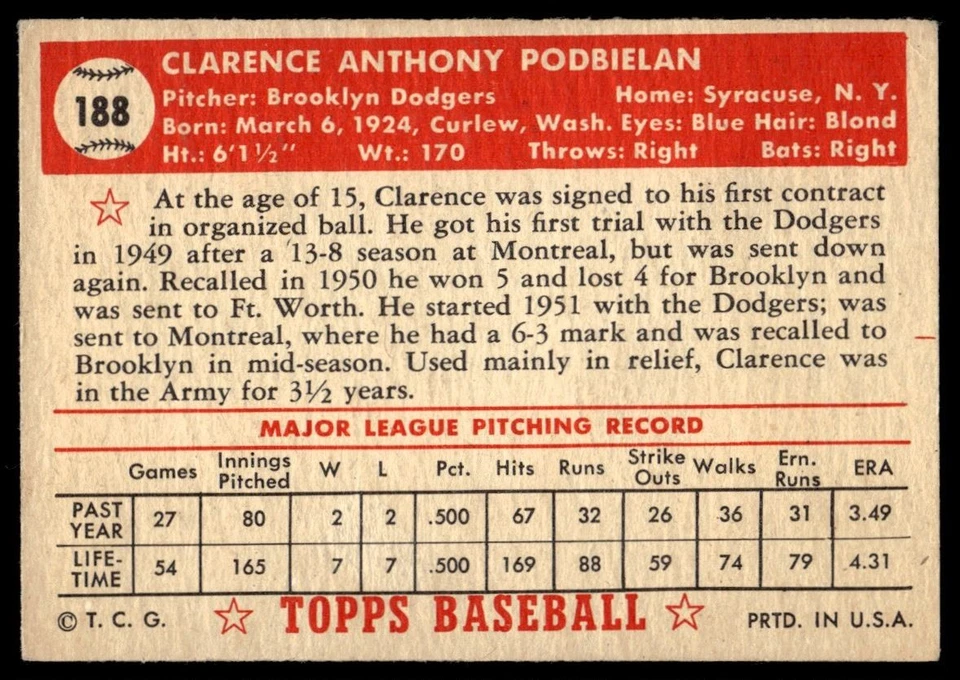 CLARENCE ANTHONY PODBIELAN
188
Pitcher: Brooklyn Dodgers Home: Syracuse, N. Y.
Born: March 6, 1924, Curlew, Wash. Eyes: Blue Hair: Blond
Ht.: 6'1½" Wt.: 170 Throws: Right Bats: Right
At the age of 15, Clarence was signed to his first contract
in organized ball. He got his first trial with the Dodgers
in 1949 after a 13-8 season at Montreal, but was sent down
again. Recalled in 1950 he won 5 and lost 4 for Brooklyn and
was sent to Ft. Worth. He started 1951 with the Dodgers; was
sent to Montreal, where he had a 6-3 mark and was recalled to
Brooklyn in mid-season. Used mainly in relief, Clarence was
in the Army for 3½ years.
MAJOR LEAGUE PITCHING RECORD
Games Innings Pitched W L Pct. Hits Runs Strike Outs Walks Ern. Runs ERA
PAST YEAR 27 80 2 2 .500 67 32 26 36 31 3.49
LIFE-TIME 54 165 7 7 .500 169 88 59 74 79 4.31
© T. C. G. TOPPS BASEBALL PRTD. IN U.S.A.